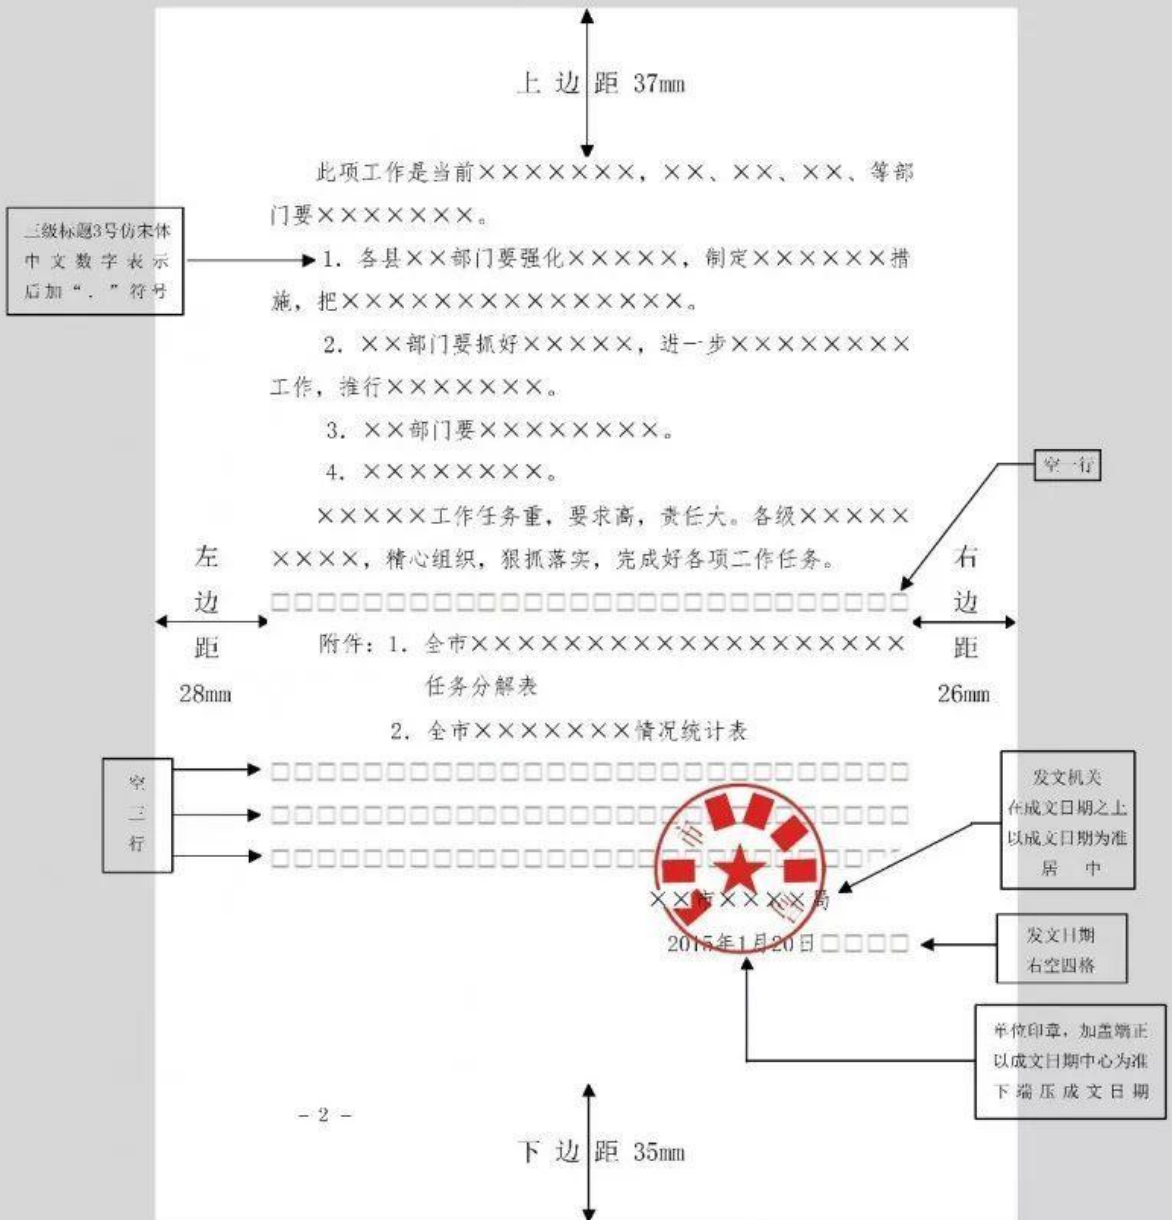 上 边 距 37mm
此项工作是当前×××××××，××、××、××、等部
门要×××××××。
三级标题3号仿宋体
中文数字表示
后加“．”符号
1．各县××部门要强化×××××，制定××××××措
施，把×××××××××××××××。
2．××部门要抓好×××××，进一步××××××××
工作，推行×××××××。
3．××部门要××××××××。
4．××××××××。
空一行
×××××工作任务重，要求高，责任大。各级×××××
××××，精心组织，狠抓落实，完成好各项工作任务。
左
边
距
28mm
右
边
距
26mm
□□□□□□□□□□□□□□□□□□□□□□□□□□□□
附件：1．全市×××××××××××××××××××
任务分解表
2．全市×××××××情况统计表
空
三
行
□□□□□□□□□□□□□□□□□□□□□□□□□□□□
□□□□□□□□□□□□□□□□□□□□□□□□□□□□
□□□□□□□□□□□□□□□□□□□□□□□□□□□□
发文机关
在成文日期之上
以成文日期为准
居 中
市
××市××××局
2015年1月20日□□□□
发文日期
右空四格
单位印章，加盖端正
以成文日期中心为准
下端压成文日期
- 2 -
下 边 距 35mm